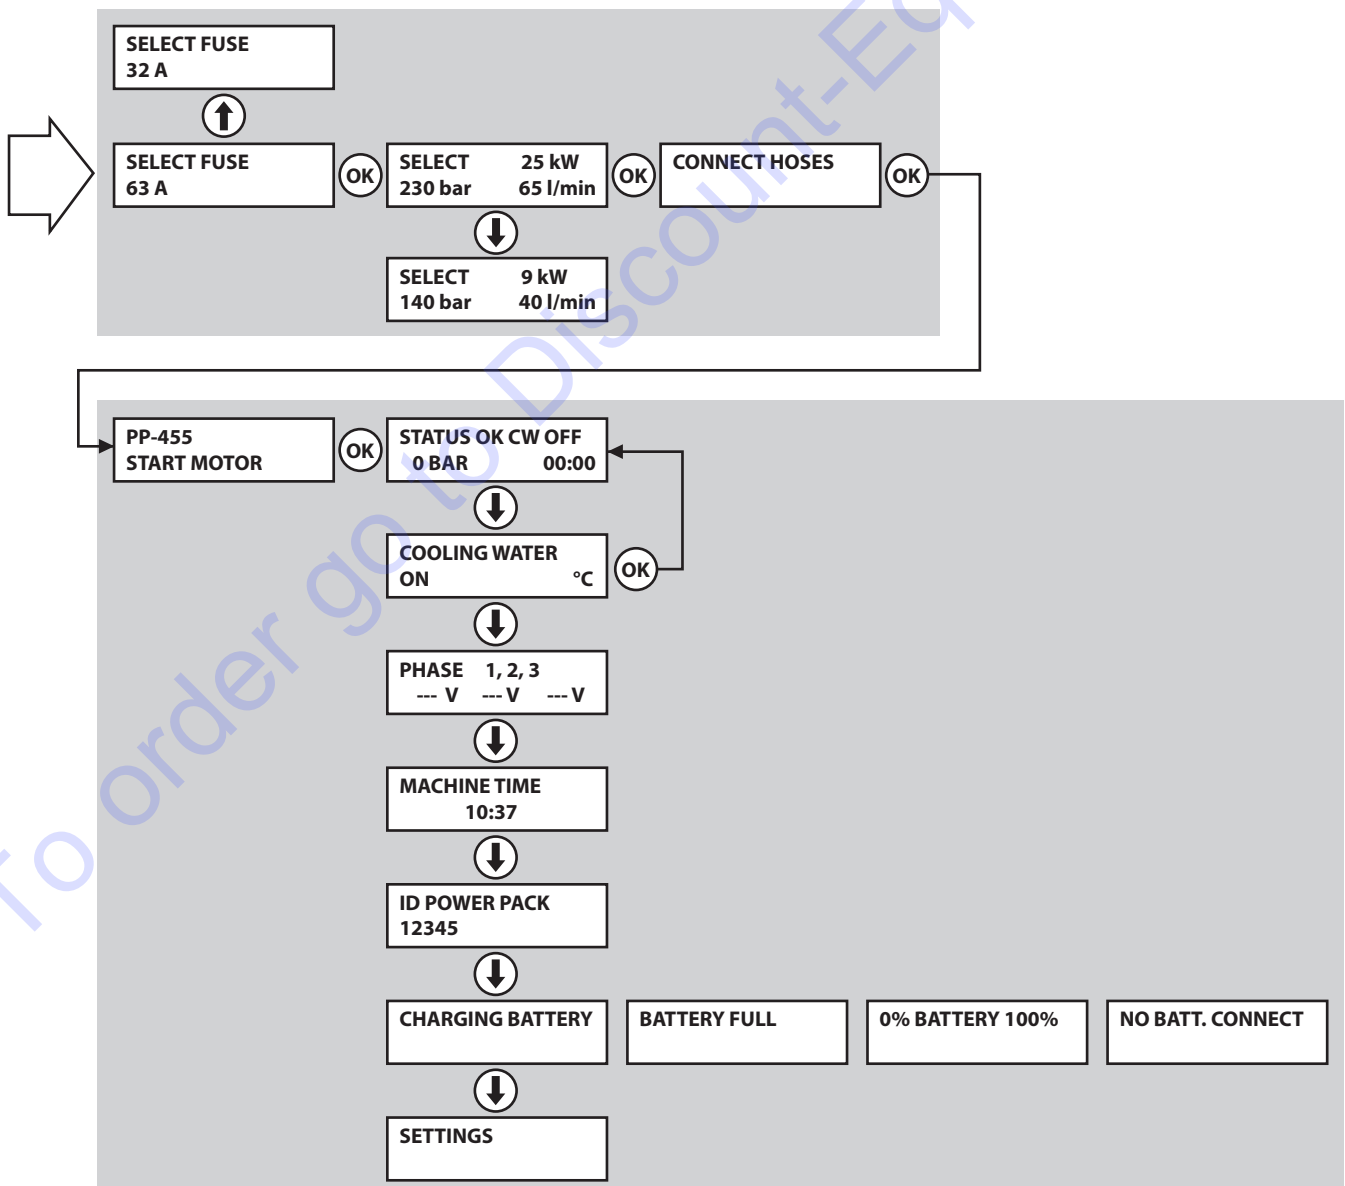 SELECT FUSE
32 A
SELECT FUSE
63 A
OK
SELECT 25 kW
230 bar 65 l/min
OK
CONNECT HOSES
OK
SELECT 9 kW
140 bar 40 l/min
PP-455
START MOTOR
OK
STATUS OK CW OFF
0 BAR 00:00
COOLING WATER
ON °C
OK
PHASE 1, 2, 3
--- V --- V --- V
MACHINE TIME
10:37
ID POWER PACK
12345
CHARGING BATTERY
BATTERY FULL
0% BATTERY 100%
NO BATT. CONNECT
SETTINGS
To order go to Discount-Eq